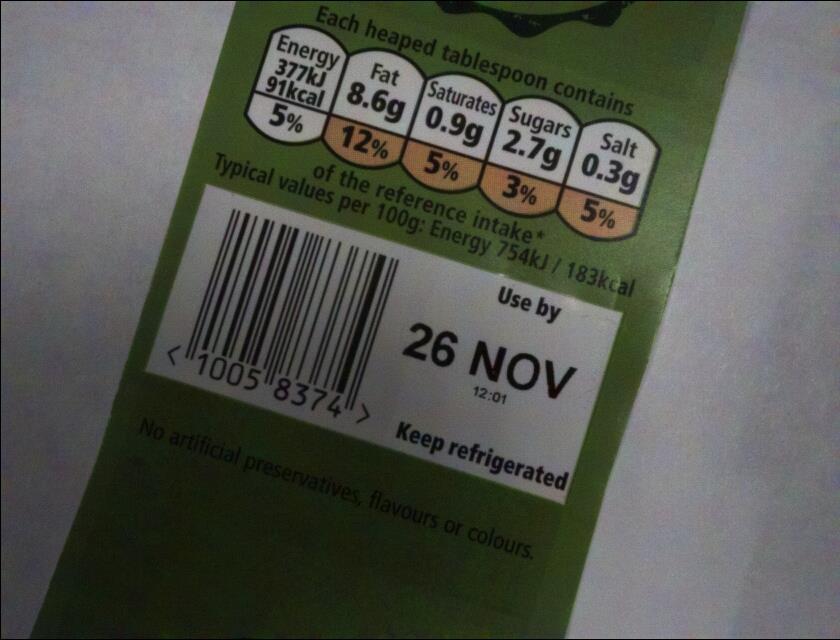 Each heaped tablespoon contains
Energy
377kJ
91kcal
5%
Fat
8.6g
12%
Saturates
0.9g
5%
Sugars
2.7g
3%
Salt
0.3g
5%
of the reference intake*
Typical values per 100g: Energy 754kJ / 183kcal
Use by
26 NOV
12:01
Keep refrigerated
< 1005 8374 >
No artificial preservatives, flavours or colours.